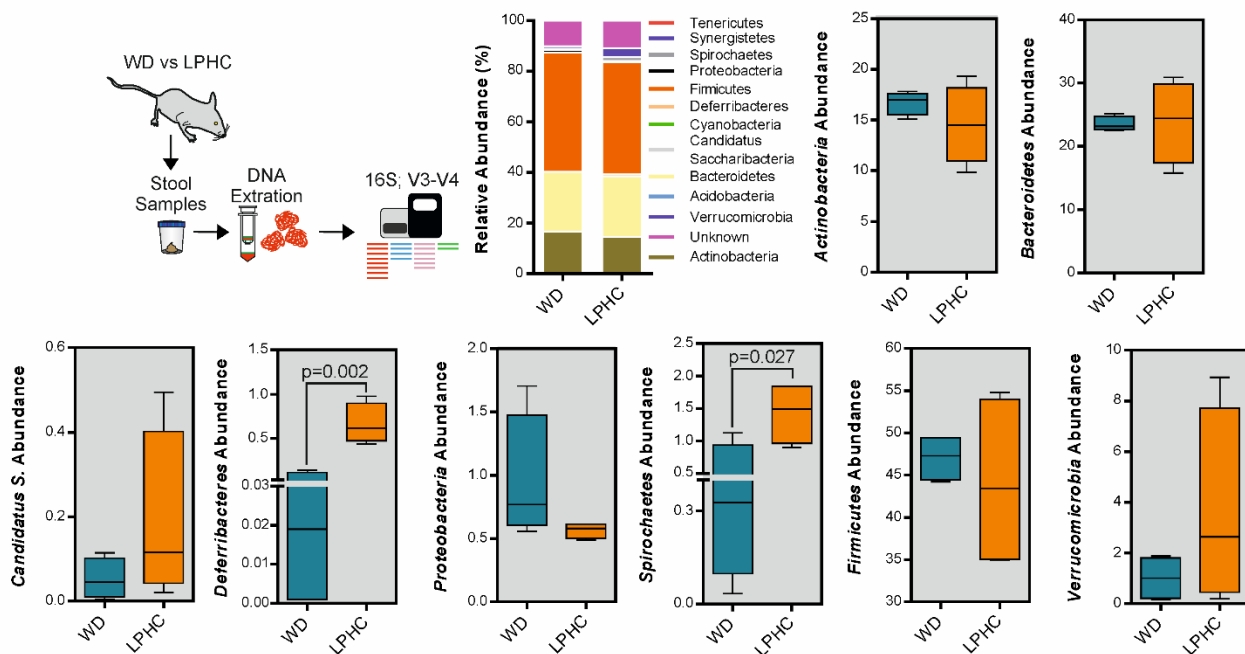 WD vs LPHC
Stool
Samples
DNA
Extration
16S; V3-V4
Relative Abundance (%)
100
80
60
40
20
0
WD
LPHC
Tenericutes
Synergistetes
Spirochaetes
Proteobacteria
Firmicutes
Deferribacteres
Cyanobacteria
Candidatus
Saccharibacteria
Bacteroidetes
Acidobacteria
Verrucomicrobia
Unknown
Actinobacteria
Actinobacteria Abundance
25
20
15
10
5
0
WD
LPHC
Bacteroidetes Abundance
40
30
20
10
0
WD
LPHC
Candidatus S. Abundance
0.6
0.4
0.2
0.0
WD
LPHC
Deferribacteres Abundance
1.5
1.0
0.5
0.03
0.02
0.01
0.00
p=0.002
WD
LPHC
Proteobacteria Abundance
2.0
1.5
1.0
0.5
0.0
WD
LPHC
Spirochaetes Abundance
2.5
2.0
1.5
1.0
0.5
0.3
0.0
p=0.027
WD
LPHC
Firmicutes Abundance
60
55
50
45
40
35
30
WD
LPHC
Verrucomicrobia Abundance
10
8
6
4
2
0
WD
LPHC